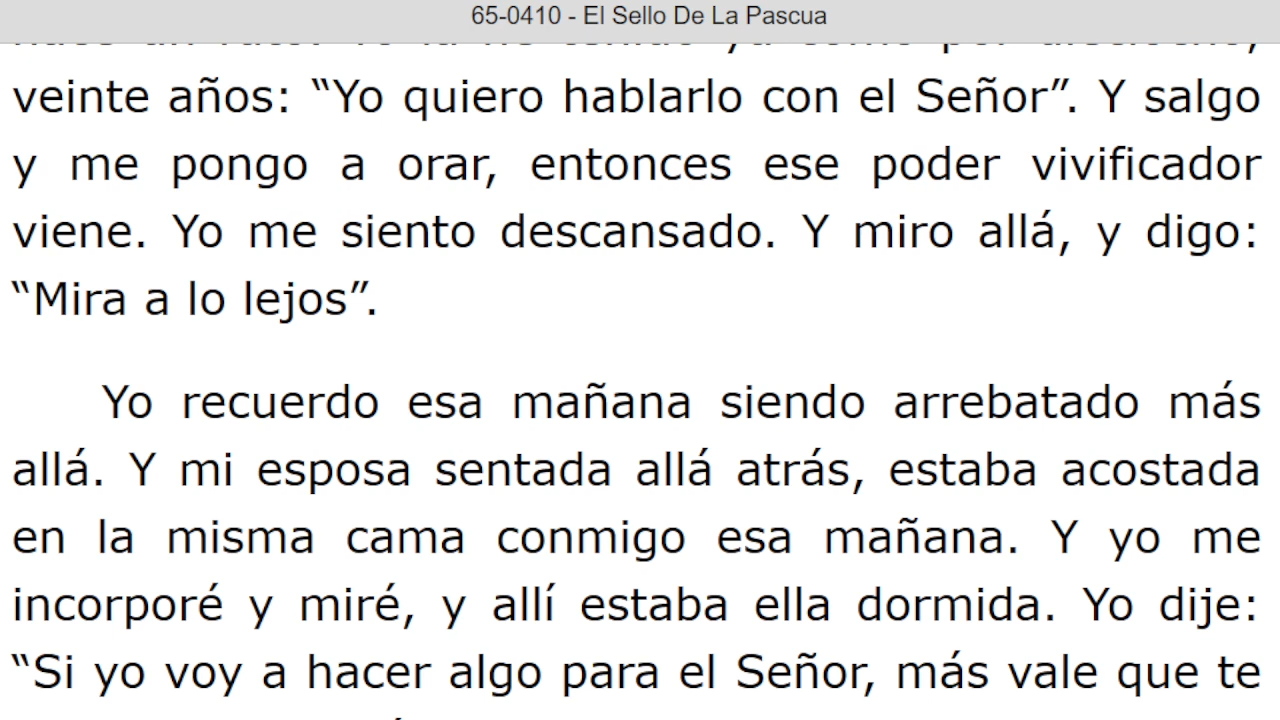 65-0410 - El Sello De La Pascua
veinte años: “Yo quiero hablarlo con el Señor”. Y salgo
y me pongo a orar, entonces ese poder vivificador
viene. Yo me siento descansado. Y miro allá, y digo:
“Mira a lo lejos”.
Yo recuerdo esa mañana siendo arrebatado más
allá. Y mi esposa sentada allá atrás, estaba acostada
en la misma cama conmigo esa mañana. Y yo me
incorporé y miré, y allí estaba ella dormida. Yo dije:
“Si yo voy a hacer algo para el Señor, más vale que te